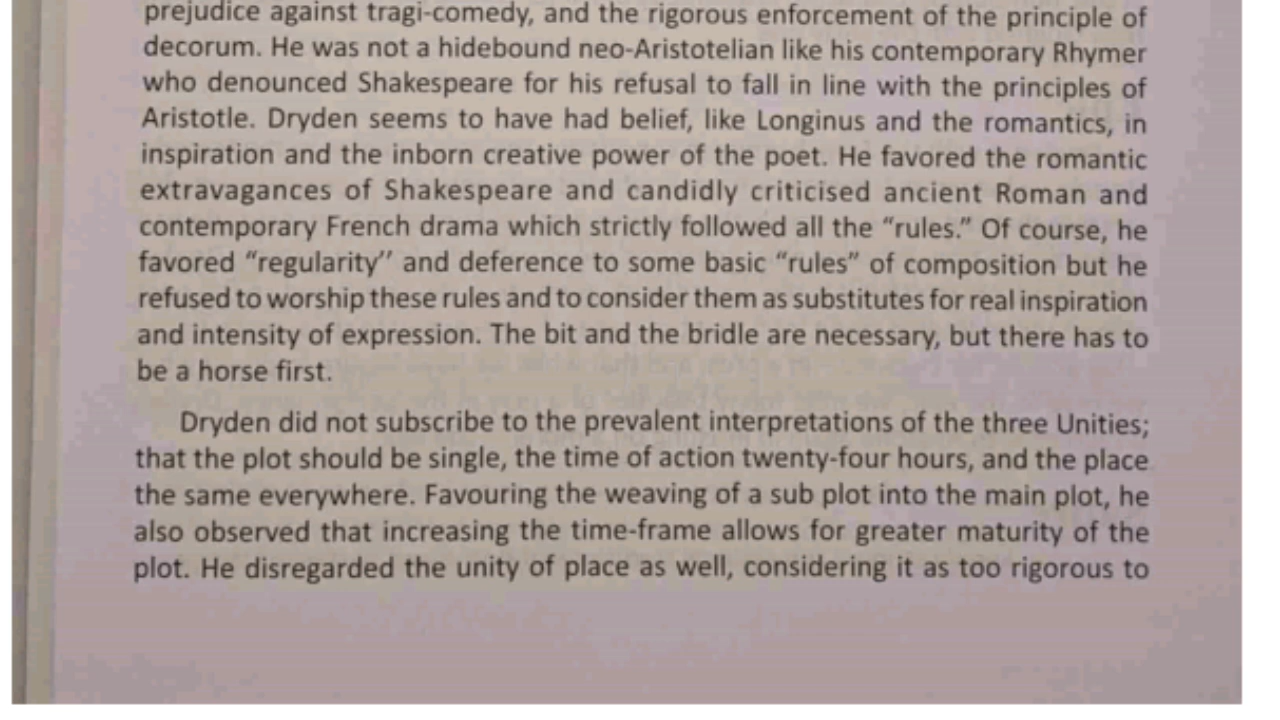 prejudice against tragi-comedy, and the rigorous enforcement of the principle of
decorum. He was not a hidebound neo-Aristotelian like his contemporary Rhymer
who denounced Shakespeare for his refusal to fall in line with the principles of
Aristotle. Dryden seems to have had belief, like Longinus and the romantics, in
inspiration and the inborn creative power of the poet. He favored the romantic
extravagances of Shakespeare and candidly criticised ancient Roman and
contemporary French drama which strictly followed all the “rules.” Of course, he
favored “regularity’’ and deference to some basic “rules” of composition but he
refused to worship these rules and to consider them as substitutes for real inspiration
and intensity of expression. The bit and the bridle are necessary, but there has to
be a horse first.
Dryden did not subscribe to the prevalent interpretations of the three Unities;
that the plot should be single, the time of action twenty-four hours, and the place
the same everywhere. Favouring the weaving of a sub plot into the main plot, he
also observed that increasing the time-frame allows for greater maturity of the
plot. He disregarded the unity of place as well, considering it as too rigorous to